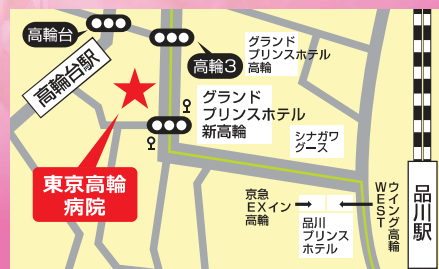 高輪台
高輪台駅
高輪3
グランド
プリンスホテル
高輪
グランド
プリンスホテル
新高輪
シナガワ
グース
東京高輪
病院
京急
EXイン
高輪
品川
プリンス
ホテル
ウイング高輪
WEST
品川駅